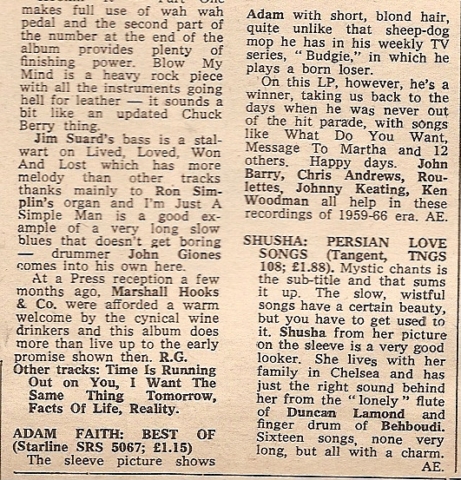 makes full use of wah wah
pedal and the second part of
the number at the end of the
album provides plenty of
finishing power. Blow My
Mind is a heavy rock piece
with all the instruments going
hell for leather — it sounds a
bit like an updated Chuck
Berry thing.
Jim Suard's bass is a stal-
wart on Lived, Loved, Won
And Lost which has more
melody than other tracks
thanks mainly to Ron Sim-
plin's organ and I'm Just A
Simple Man is a good ex-
ample of a very long slow
blues that doesn't get boring
— drummer John Giones
comes into his own here.
At a Press reception a few
months ago, Marshall Hooks
& Co. were afforded a warm
welcome by the cynical wine
drinkers and this album does
more than live up to the early
promise shown then. R.G.
Other tracks: Time Is Running
Out on You, I Want The
Same Thing Tomorrow,
Facts Of Life, Reality.
ADAM FAITH: BEST OF
(Starline SRS 5067; £1.15)
The sleeve picture shows
Adam with short, blond hair,
quite unlike that sheep-dog
mop he has in his weekly TV
series, "Budgie," in which he
plays a born loser.
On this LP, however, he's a
winner, taking us back to the
days when he was never out
of the hit parade, with songs
like What Do You Want,
Message To Martha and 12
others. Happy days. John
Barry, Chris Andrews, Rou-
lettes, Johnny Keating, Ken
Woodman all help in these
recordings of 1959-66 era. AE.
SHUSHA: PERSIAN LOVE
SONGS (Tangent, TNGS
108; £1.88). Mystic chants is
the sub-title and that sums
it up. The slow, wistful
songs have a certain beauty,
but you have to get used to
it. Shusha from her picture
on the sleeve is a very good
looker. She lives with her
family in Chelsea and has
just the right sound behind
her from the "lonely" flute
of Duncan Lamond and
finger drum of Behboudi.
Sixteen songs, none very
long, but all with a charm.
AE.